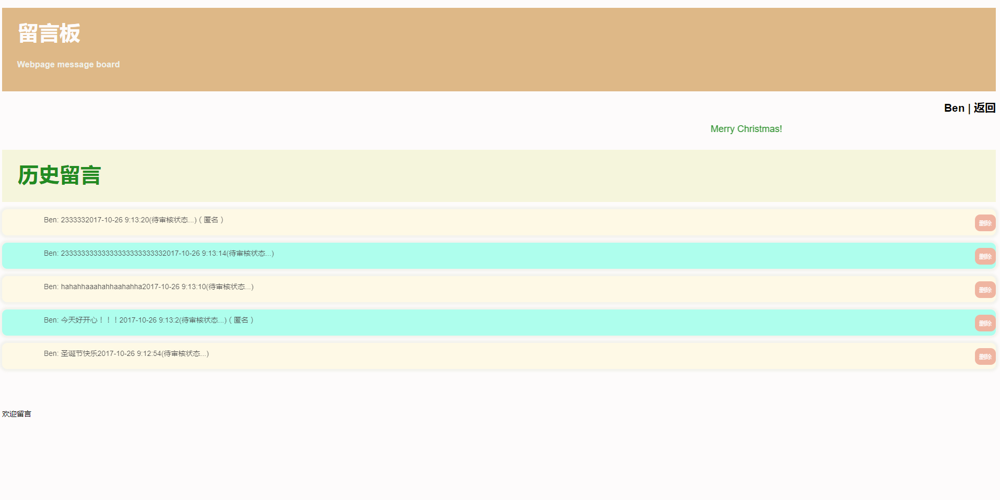 留言板
Webpage message board
Ben | 返回
Merry Christmas!
历史留言
Ben: 2333332017-10-26 9:13:20(待审核状态...)（匿名）
删除
Ben: 233333333333333333333333332017-10-26 9:13:14(待审核状态...)
删除
Ben: hahahhaaahahhaahahha2017-10-26 9:13:10(待审核状态...)
删除
Ben: 今天好开心！！！2017-10-26 9:13:2(待审核状态...)（匿名）
删除
Ben: 圣诞节快乐2017-10-26 9:12:54(待审核状态...)
删除
欢迎留言